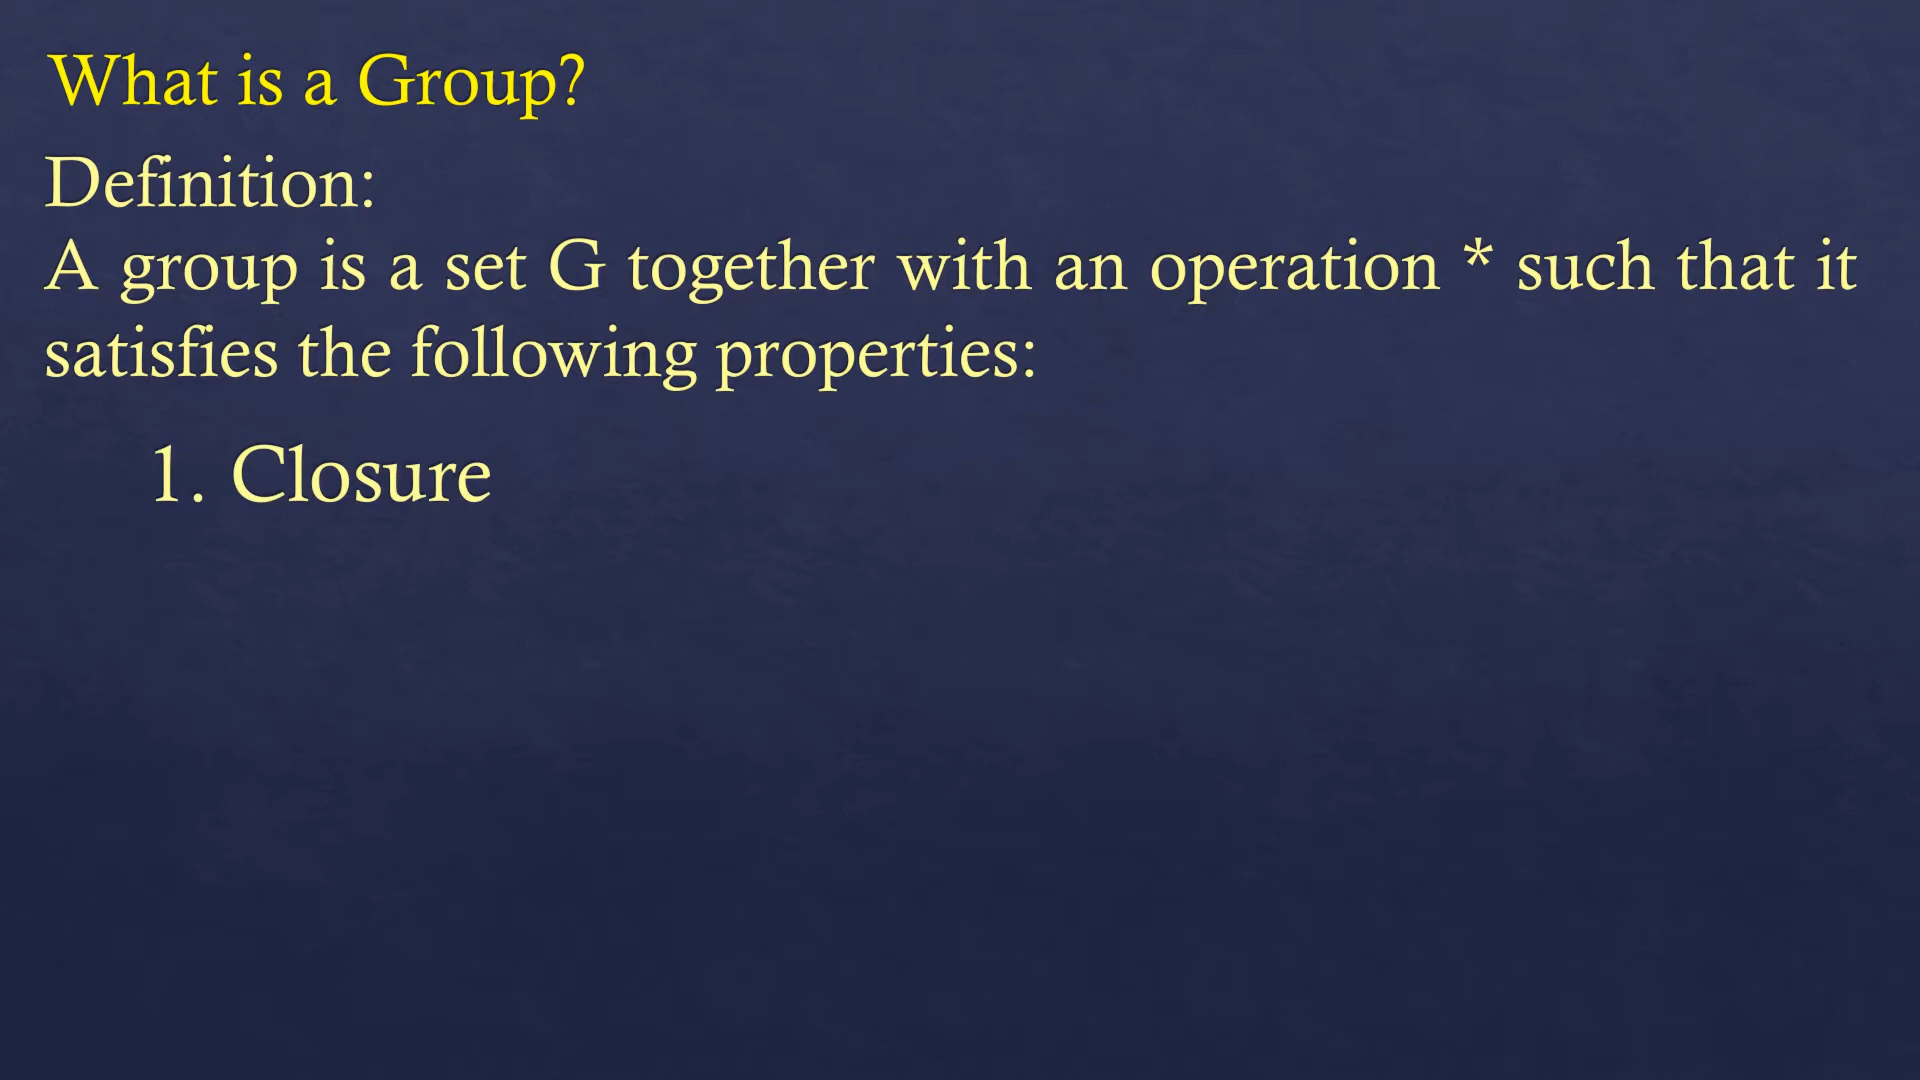 What is a Group?
Definition:
A group is a set G together with an operation * such that it
satisfies the following properties:
1. Closure